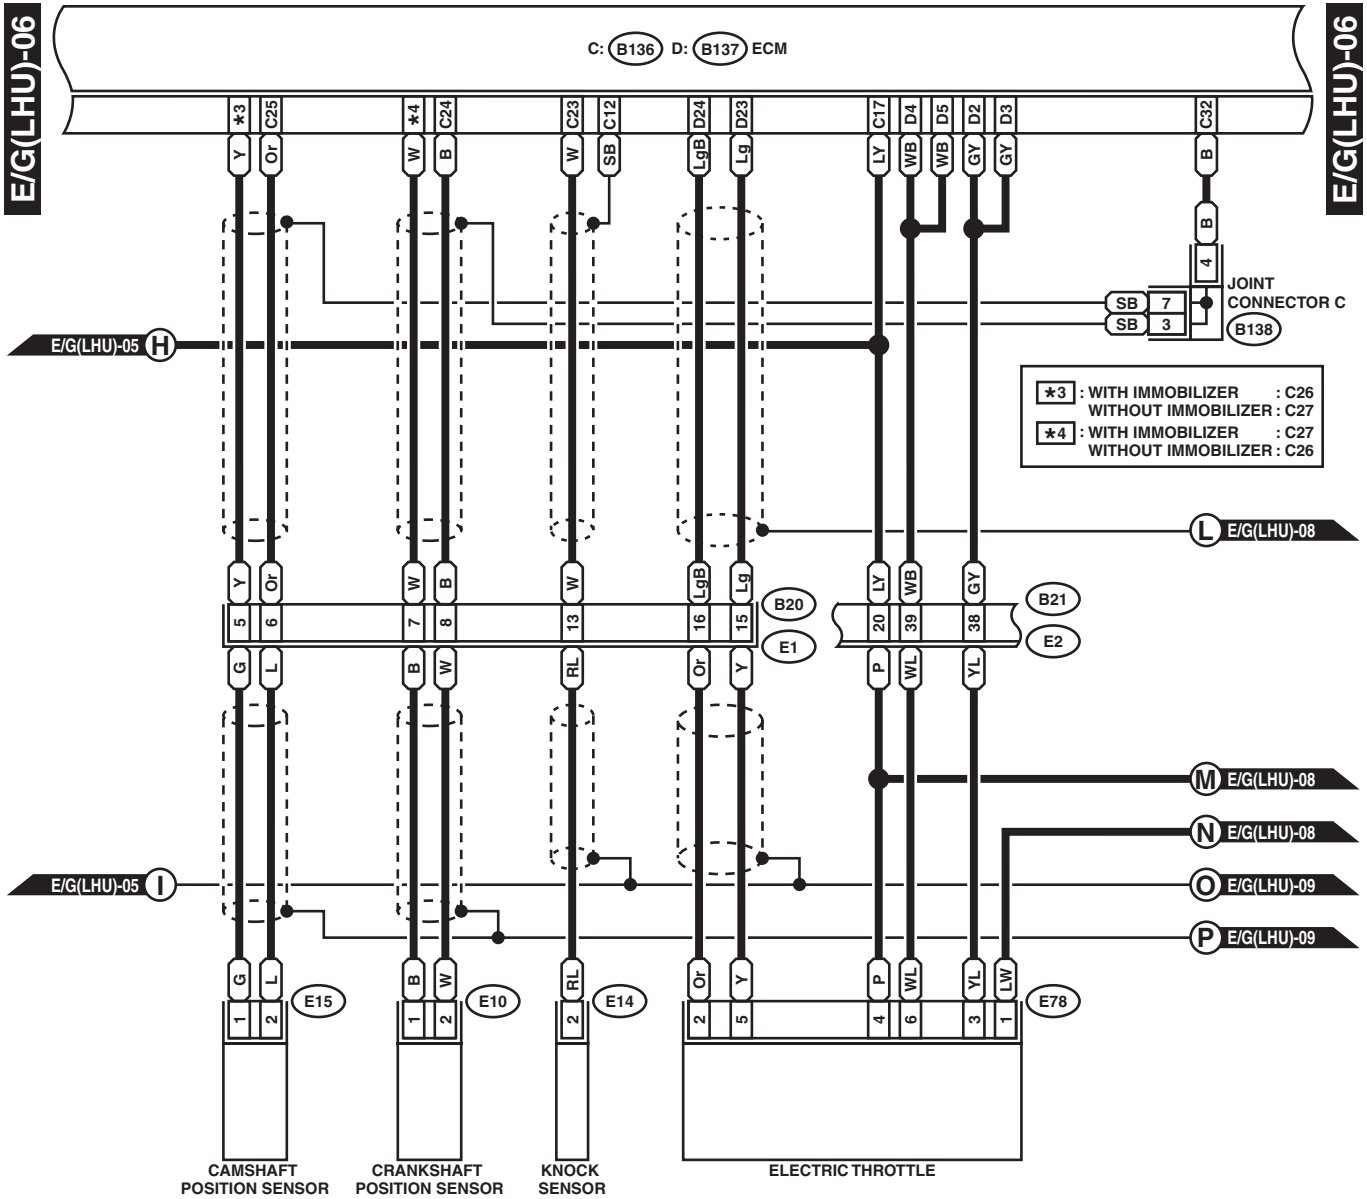 E/G(LHU)-06
E/G(LHU)-06
C: B136 D: B137 ECM
*3 C25 *4 C24 C23 C12 D24 D23 C17 D4 D5 D2 D3 C32
Y Or W B W SB LgB Lg LY WB WB GY GY B
B
4
JOINT
CONNECTOR C
SB 7
SB 3
B138
E/G(LHU)-05 H
*3 : WITH IMMOBILIZER : C26
WITHOUT IMMOBILIZER : C27
*4 : WITH IMMOBILIZER : C27
WITHOUT IMMOBILIZER : C26
L E/G(LHU)-08
Y Or W B W LgB Lg LY WB GY
B20 B21
5 6 7 8 13 16 15 20 39 38
E1 E2
G L B W RL Or Y P WL YL
M E/G(LHU)-08
N E/G(LHU)-08
E/G(LHU)-05 I
O E/G(LHU)-09
P E/G(LHU)-09
G L B W RL Or Y P WL YL LW
E15 E10 E14 E78
1 2 1 2 2 2 5 4 6 3 1
CAMSHAFT
POSITION SENSOR
CRANKSHAFT
POSITION SENSOR
KNOCK
SENSOR
ELECTRIC THROTTLE